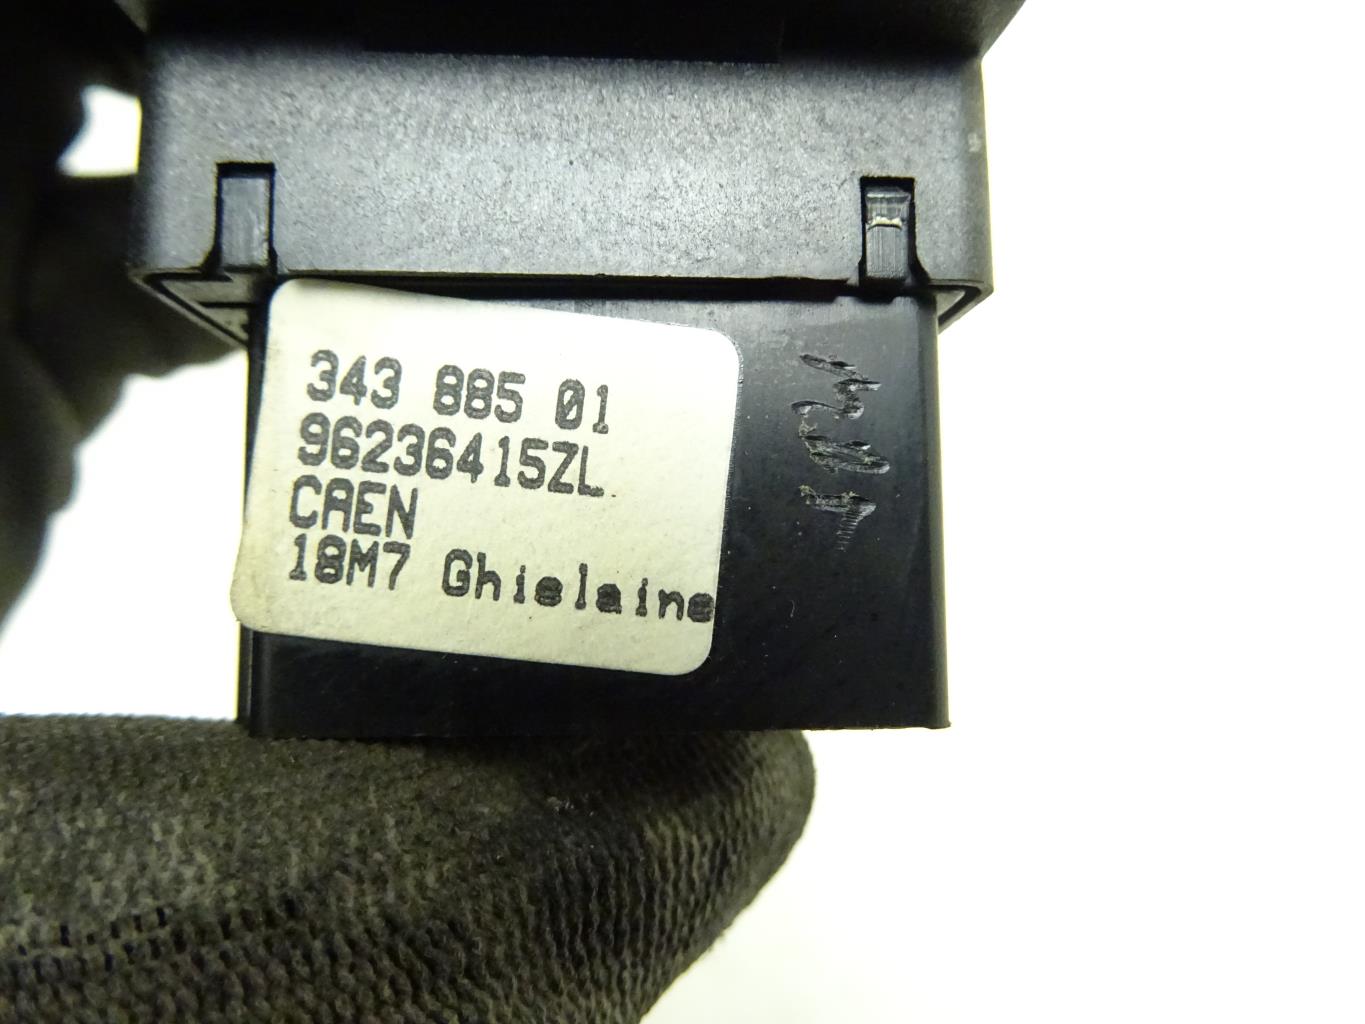 343 885 01
96236415ZL
CAEN
18M7 Ghislaine